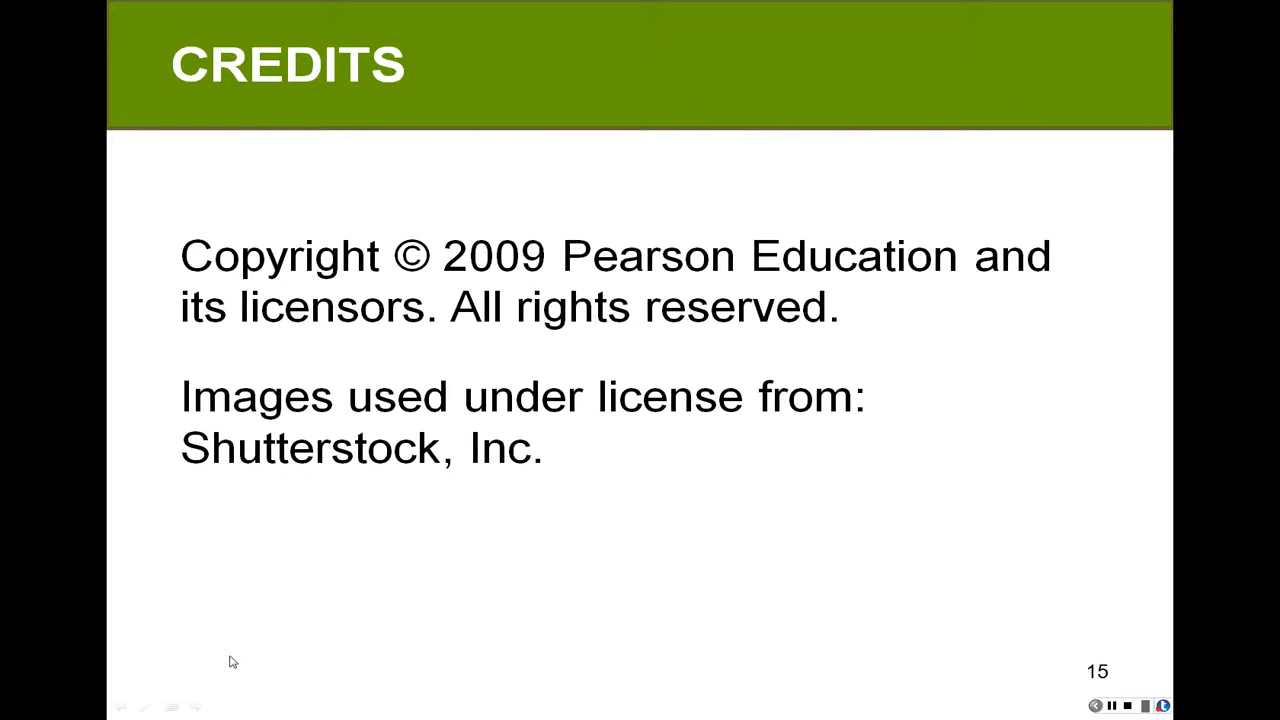 CREDITS
Copyright © 2009 Pearson Education and
its licensors. All rights reserved.
Images used under license from:
Shutterstock, Inc.
15